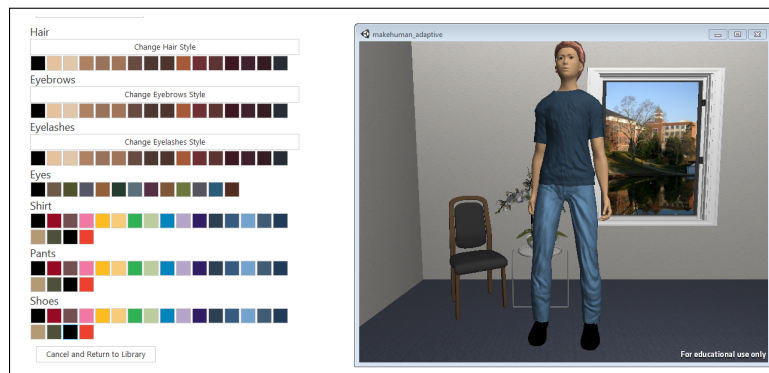 Hair
Change Hair Style
Eyebrows
Change Eyebrows Style
Eyelashes
Change Eyelashes Style
Eyes
Shirt
Pants
Shoes
Cancel and Return to Library
makehuman_adaptive
For educational use only